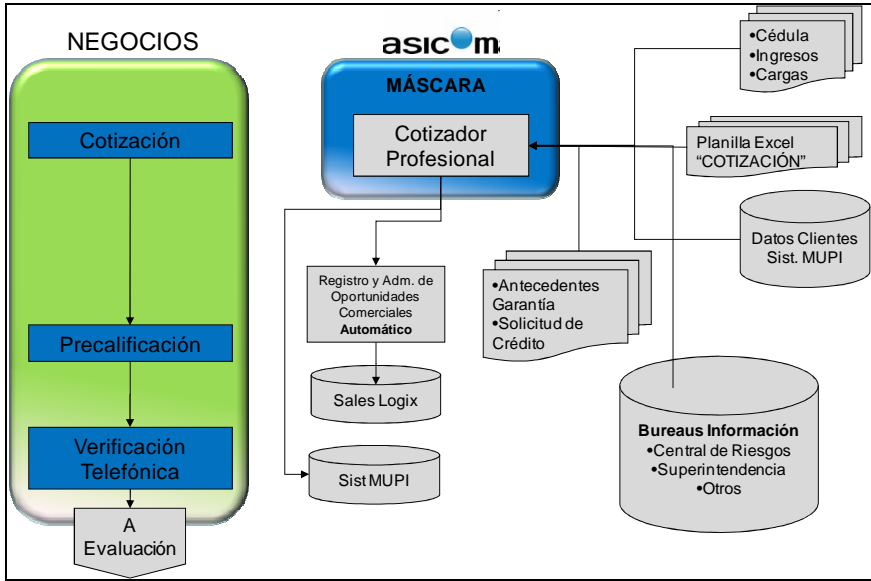 NEGOCIOS
Cotización
Precalificación
Verificación
Telefónica
A
Evaluación
asicom
MÁSCARA
Cotizador
Profesional
Registro y Adm. de
Oportunidades
Comerciales
Automático
Sales Logix
Sist MUPI
•Antecedentes
Garantía
•Solicitud de
Crédito
•Cédula
•Ingresos
•Cargas
Planilla Excel
“COTIZACIÓN”
Datos Clientes
Sist. MUPI
Bureaus Información
•Central de Riesgos
•Superintendencia
•Otros